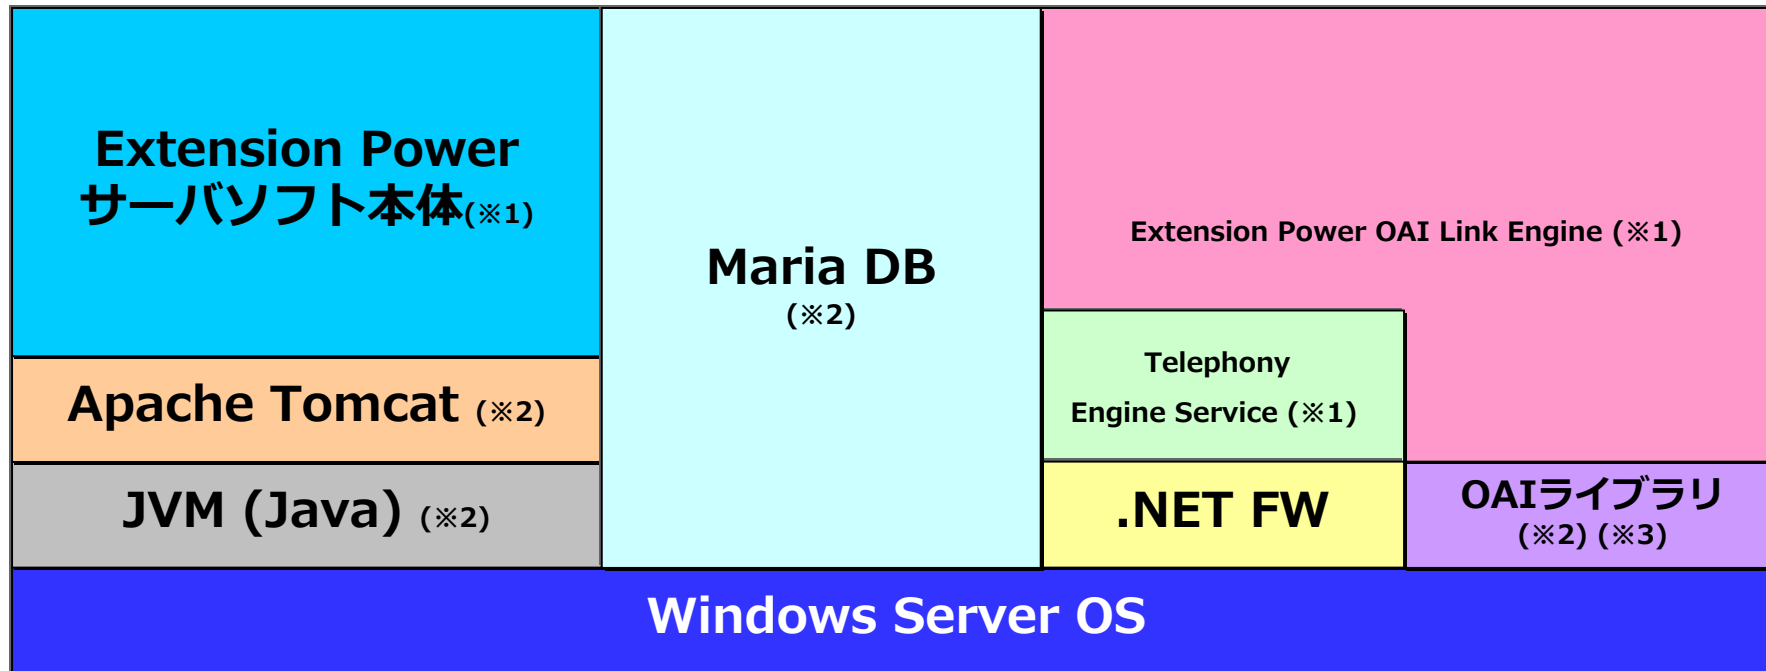 Extension Power
サーバソフト本体(※1)
Apache Tomcat (※2)
JVM (Java) (※2)
Maria DB
(※2)
Extension Power OAI Link Engine (※1)
Telephony
Engine Service (※1)
.NET FW
OAIライブラリ
(※2) (※3)
Windows Server OS